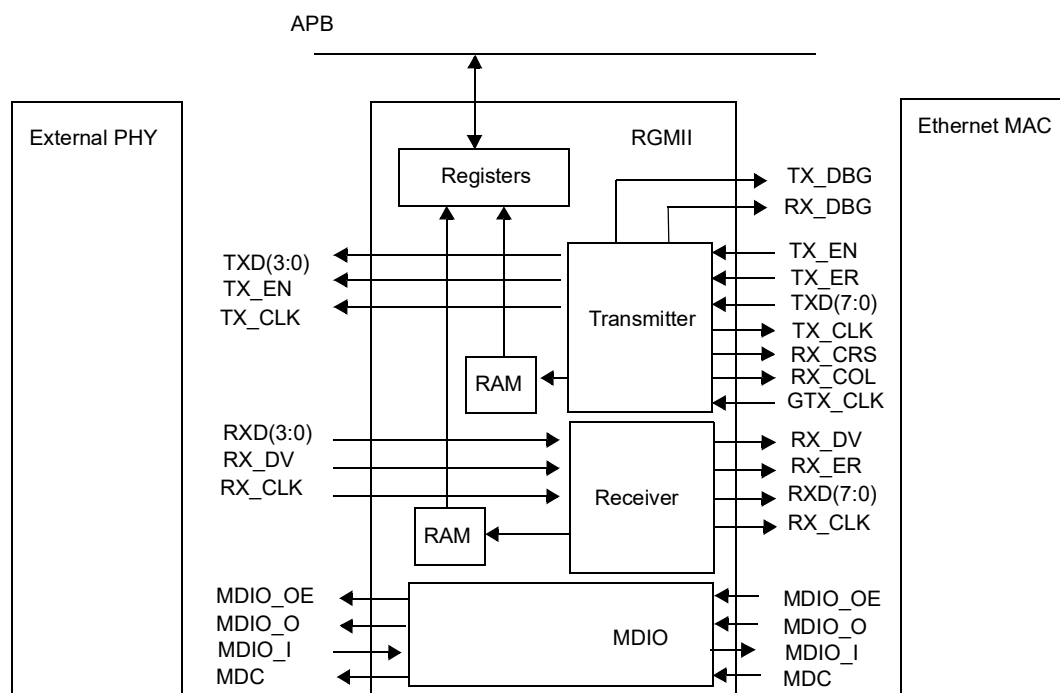 APB
External PHY
RGMII
Ethernet MAC
Registers
TX_DBG
RX_DBG
TXD(3:0)
TX_EN
TX_CLK
Transmitter
TX_EN
TX_ER
TXD(7:0)
TX_CLK
RX_CRS
RX_COL
GTX_CLK
RAM
RXD(3:0)
RX_DV
RX_CLK
Receiver
RX_DV
RX_ER
RXD(7:0)
RX_CLK
RAM
MDIO_OE
MDIO_O
MDIO_I
MDC
MDIO
MDIO_OE
MDIO_O
MDIO_I
MDC